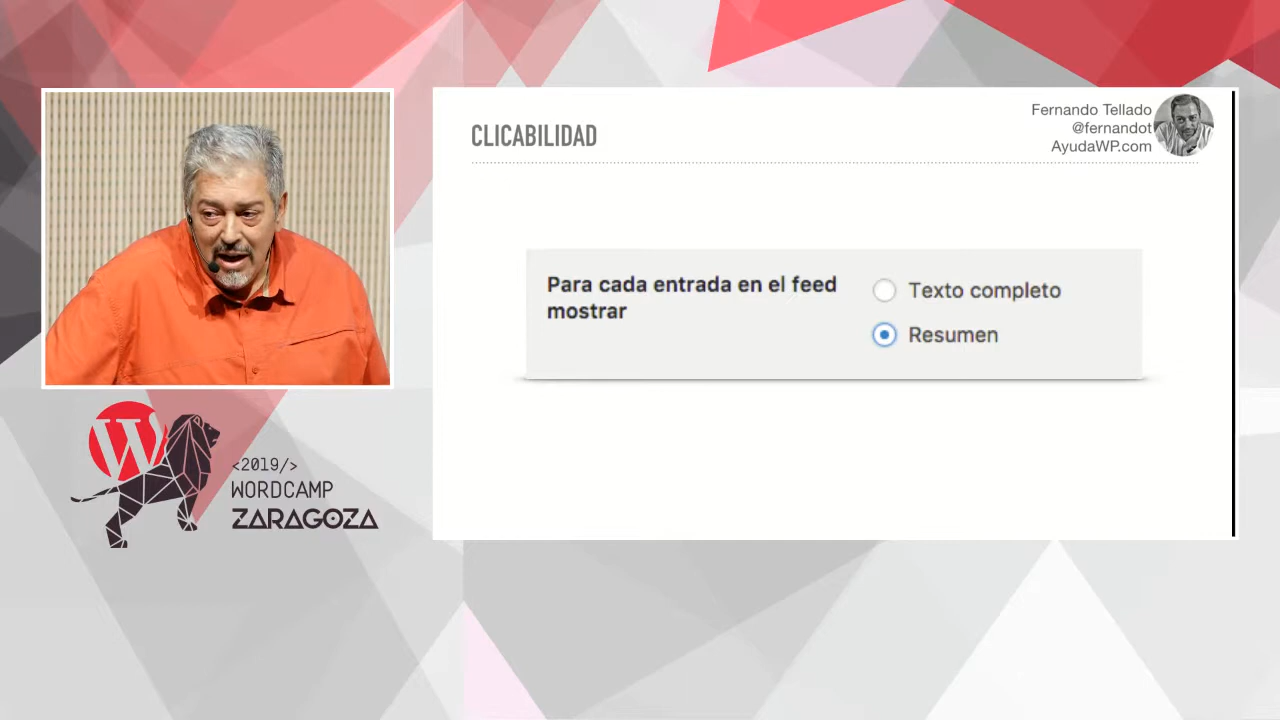 CLICABILIDAD
Fernando Tellado
@fernandot
AyudaWP.com
Para cada entrada en el feed
mostrar
Texto completo
Resumen
W
<2019/>
WORDCAMP
ZARAGOZA